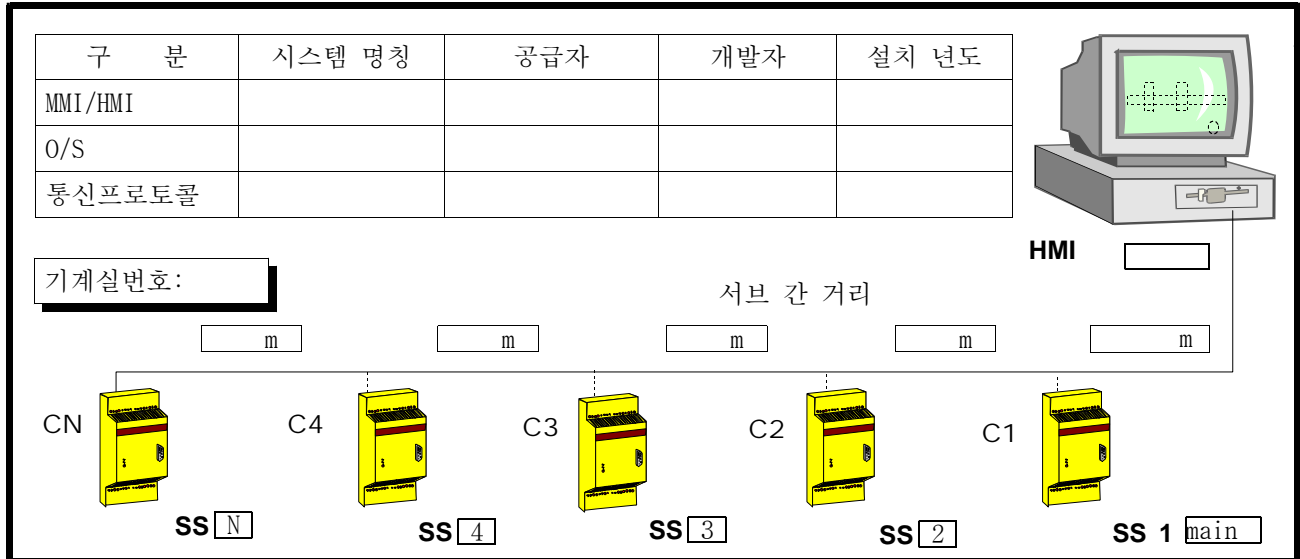 구 분 시스템 명칭 공급자 개발자 설치 년도
MMI/HMI
O/S
통신프로토콜
HMI
기계실번호:
서브 간 거리
m m m m m
CN C4 C3 C2 C1
SS N SS 4 SS 3 SS 2 SS 1 main